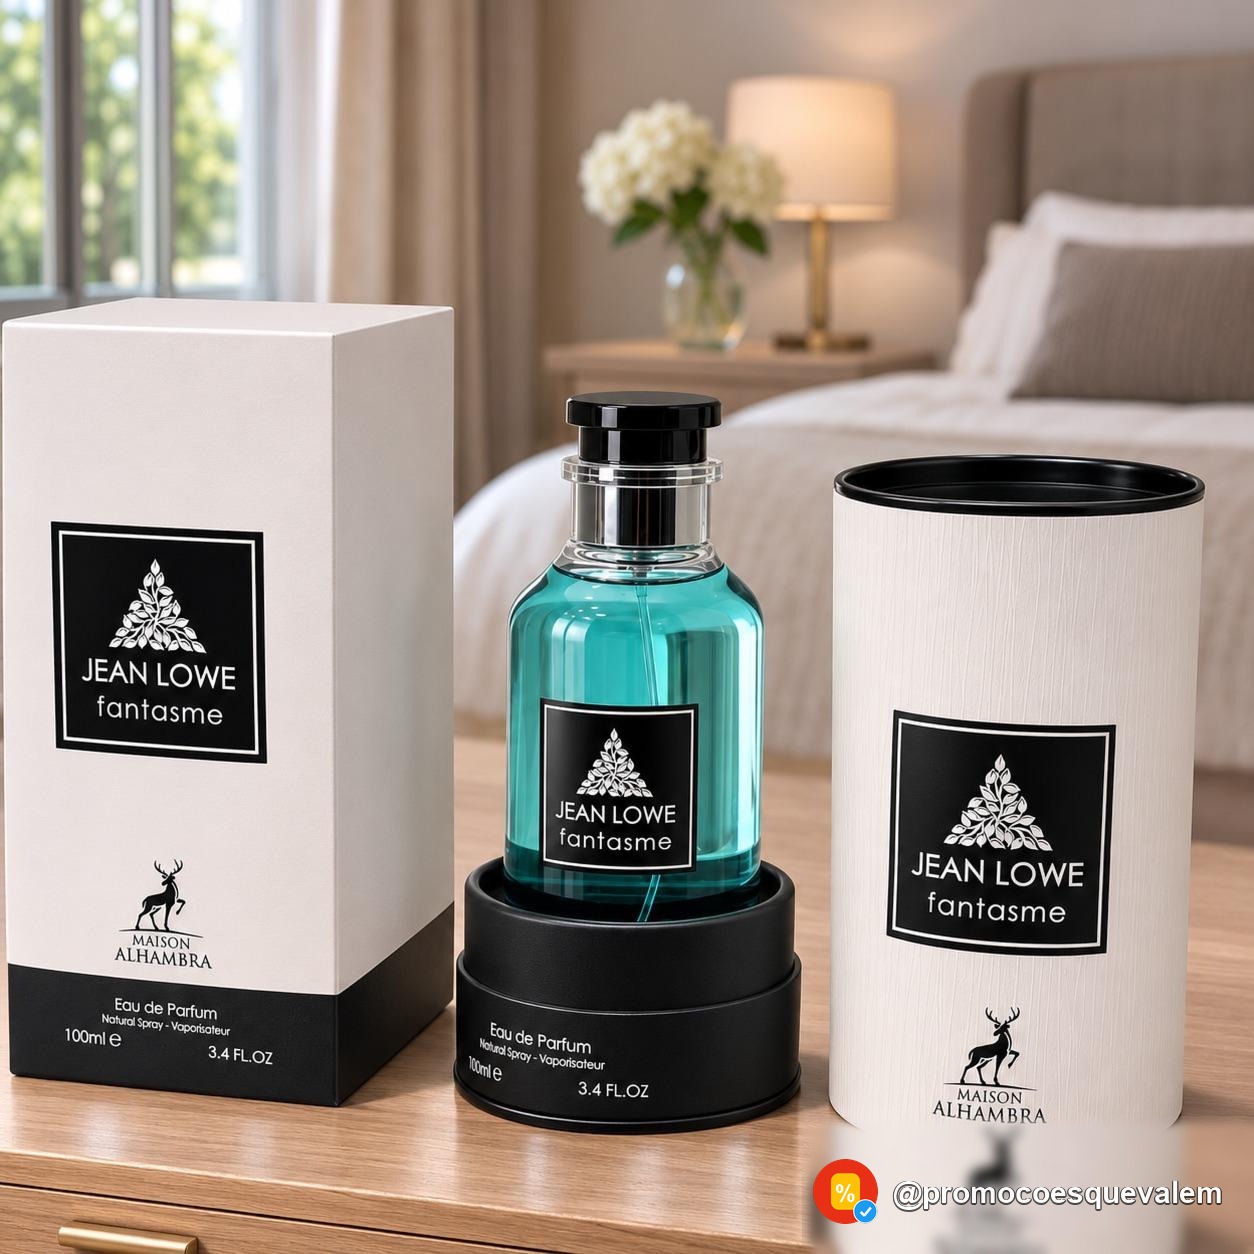 JEAN LOWE
fantasme
MAISON
ALHAMBRA
Eau de Parfum
Natural Spray - Vaporisateur
100ml e
3.4 FL.OZ
JEAN LOWE
fantasme
Eau de Parfum
Natural Spray - Vaporisateur
100ml e
3.4 FL.OZ
JEAN LOWE
fantasme
MAISON
ALHAMBRA
%
@promocoesquevalem